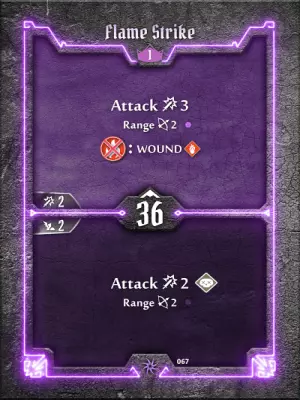 Flame Strike
1
Attack 3
Range 2
: WOUND
2
36
2
Attack 2
Range 2
067